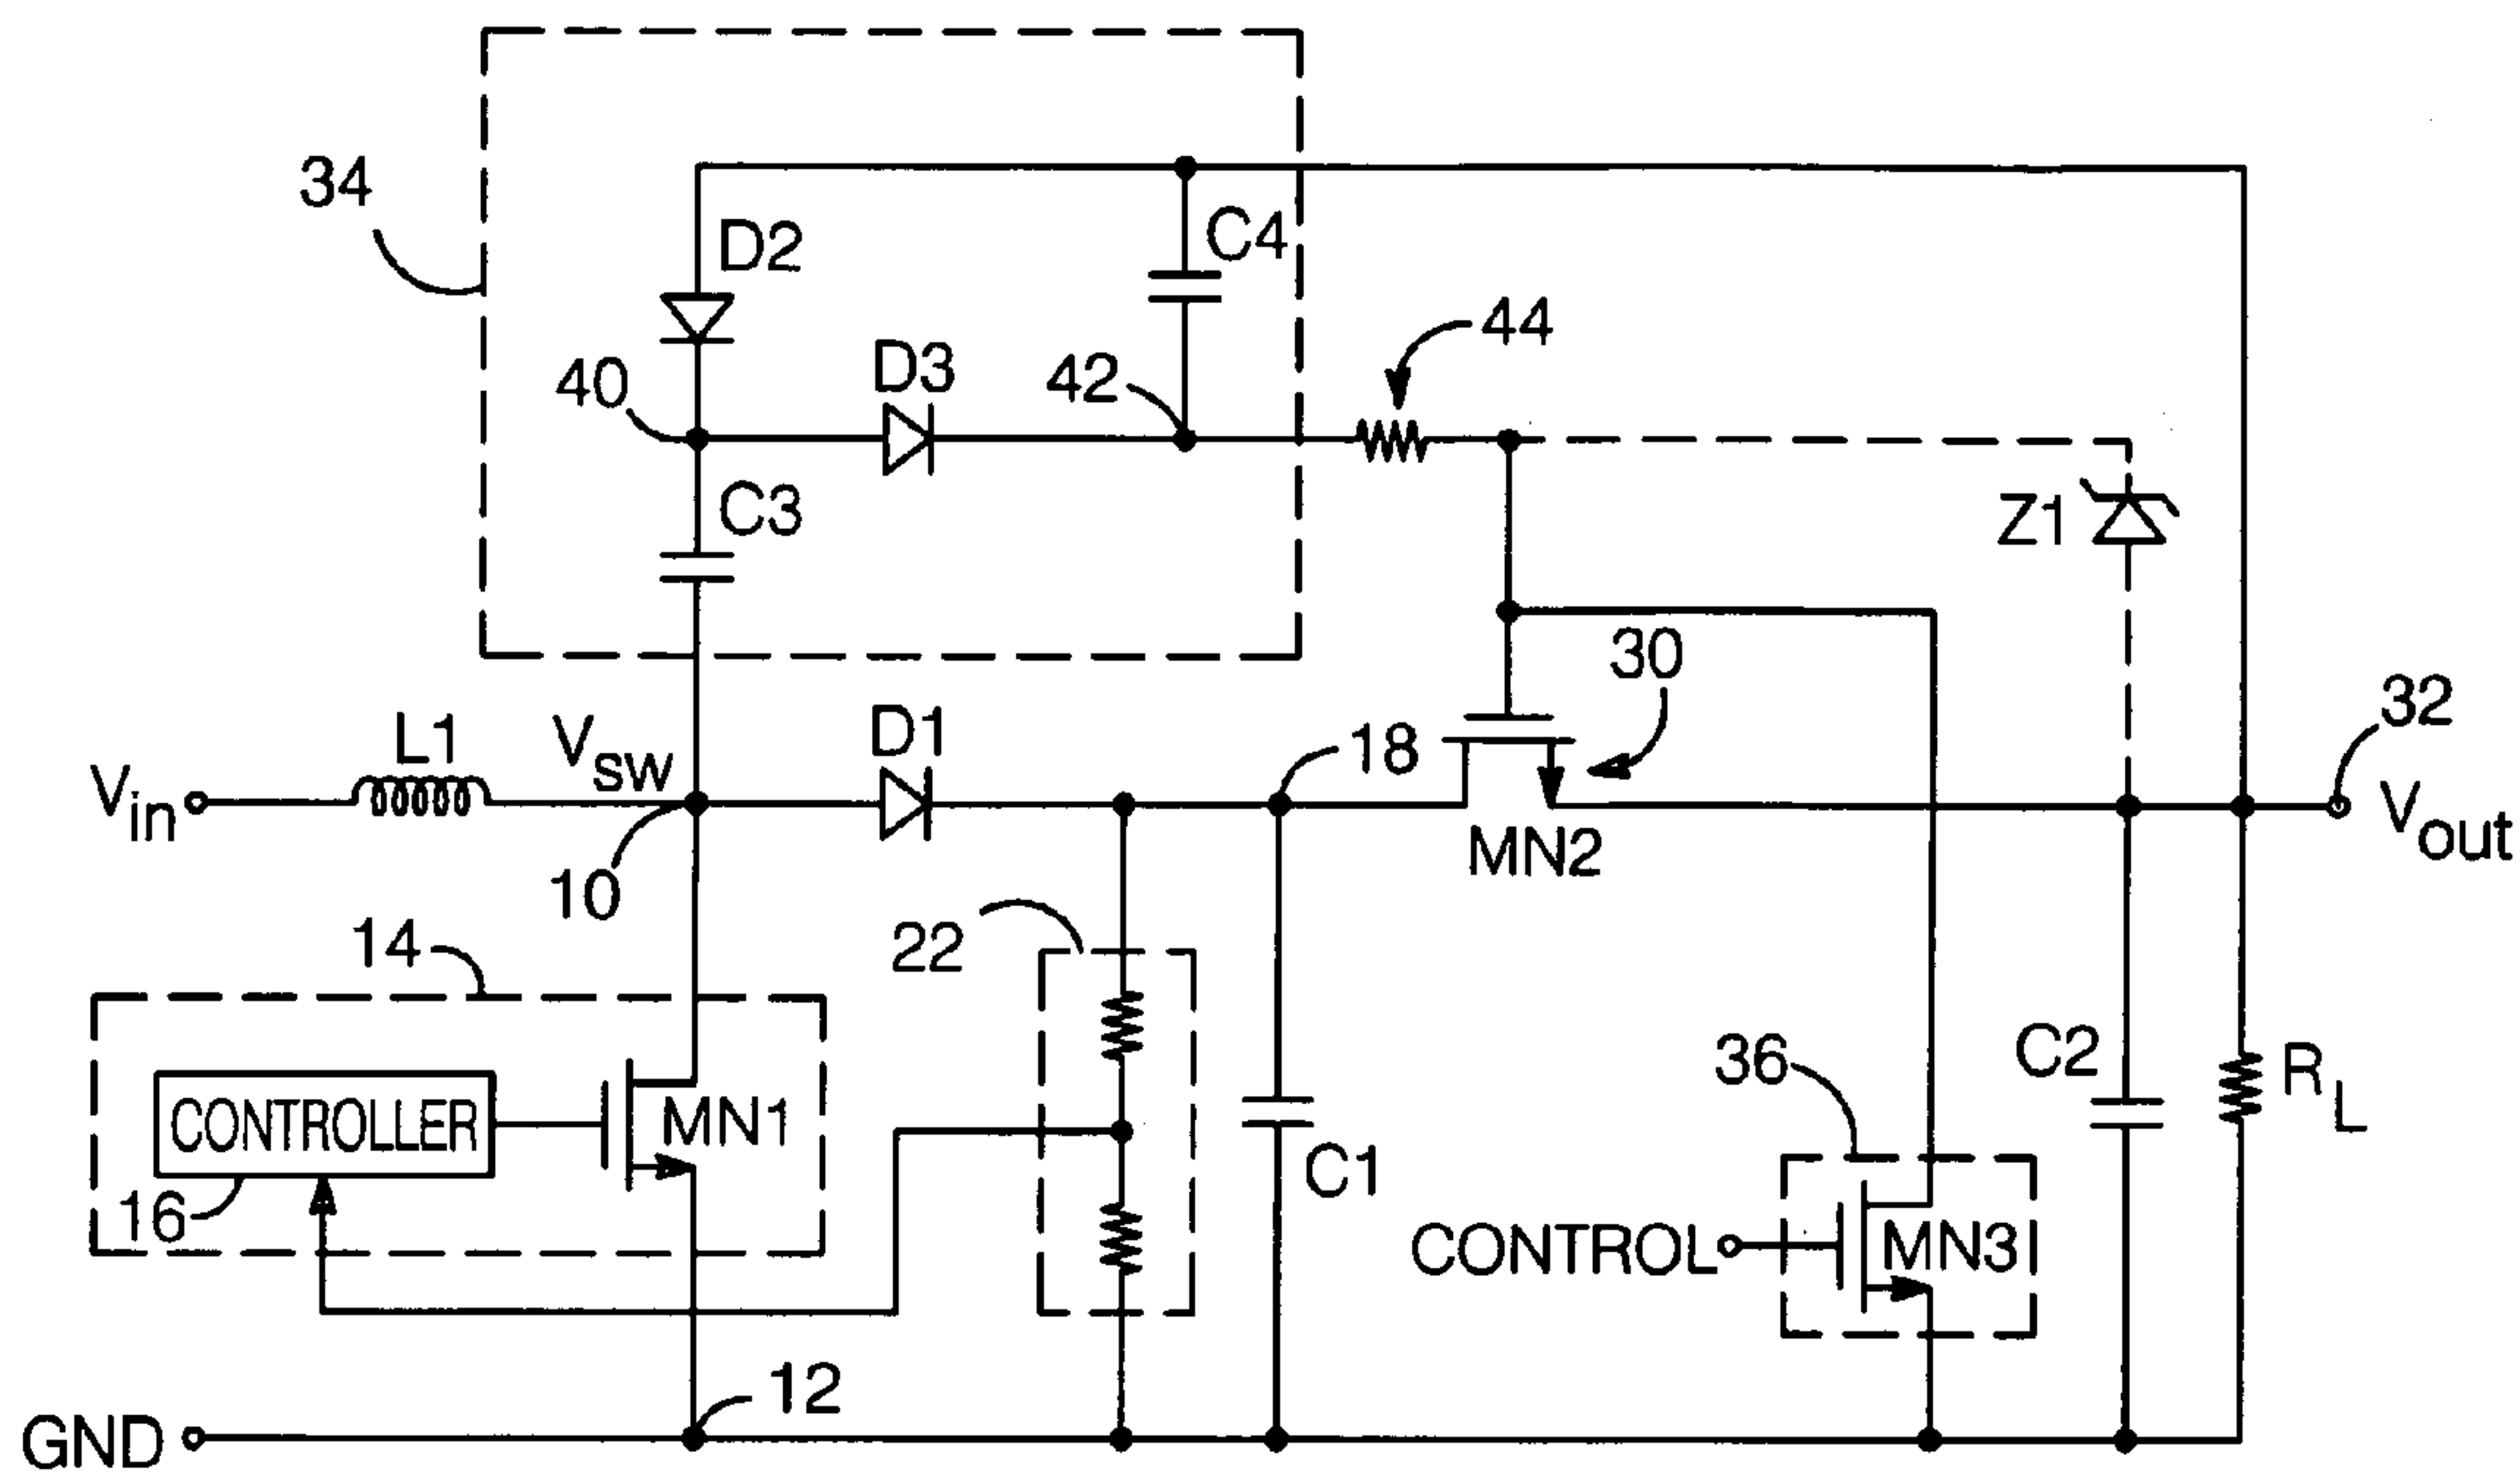 34
D2
C4
44
40
D3
42
C3
Z1
30
32
Vin
L1
Vsw
D1
18
Vout
10
MN2
14
22
CONTROLLER
MN1
16
C1
36
C2
RL
CONTROL
MN3
12
GND